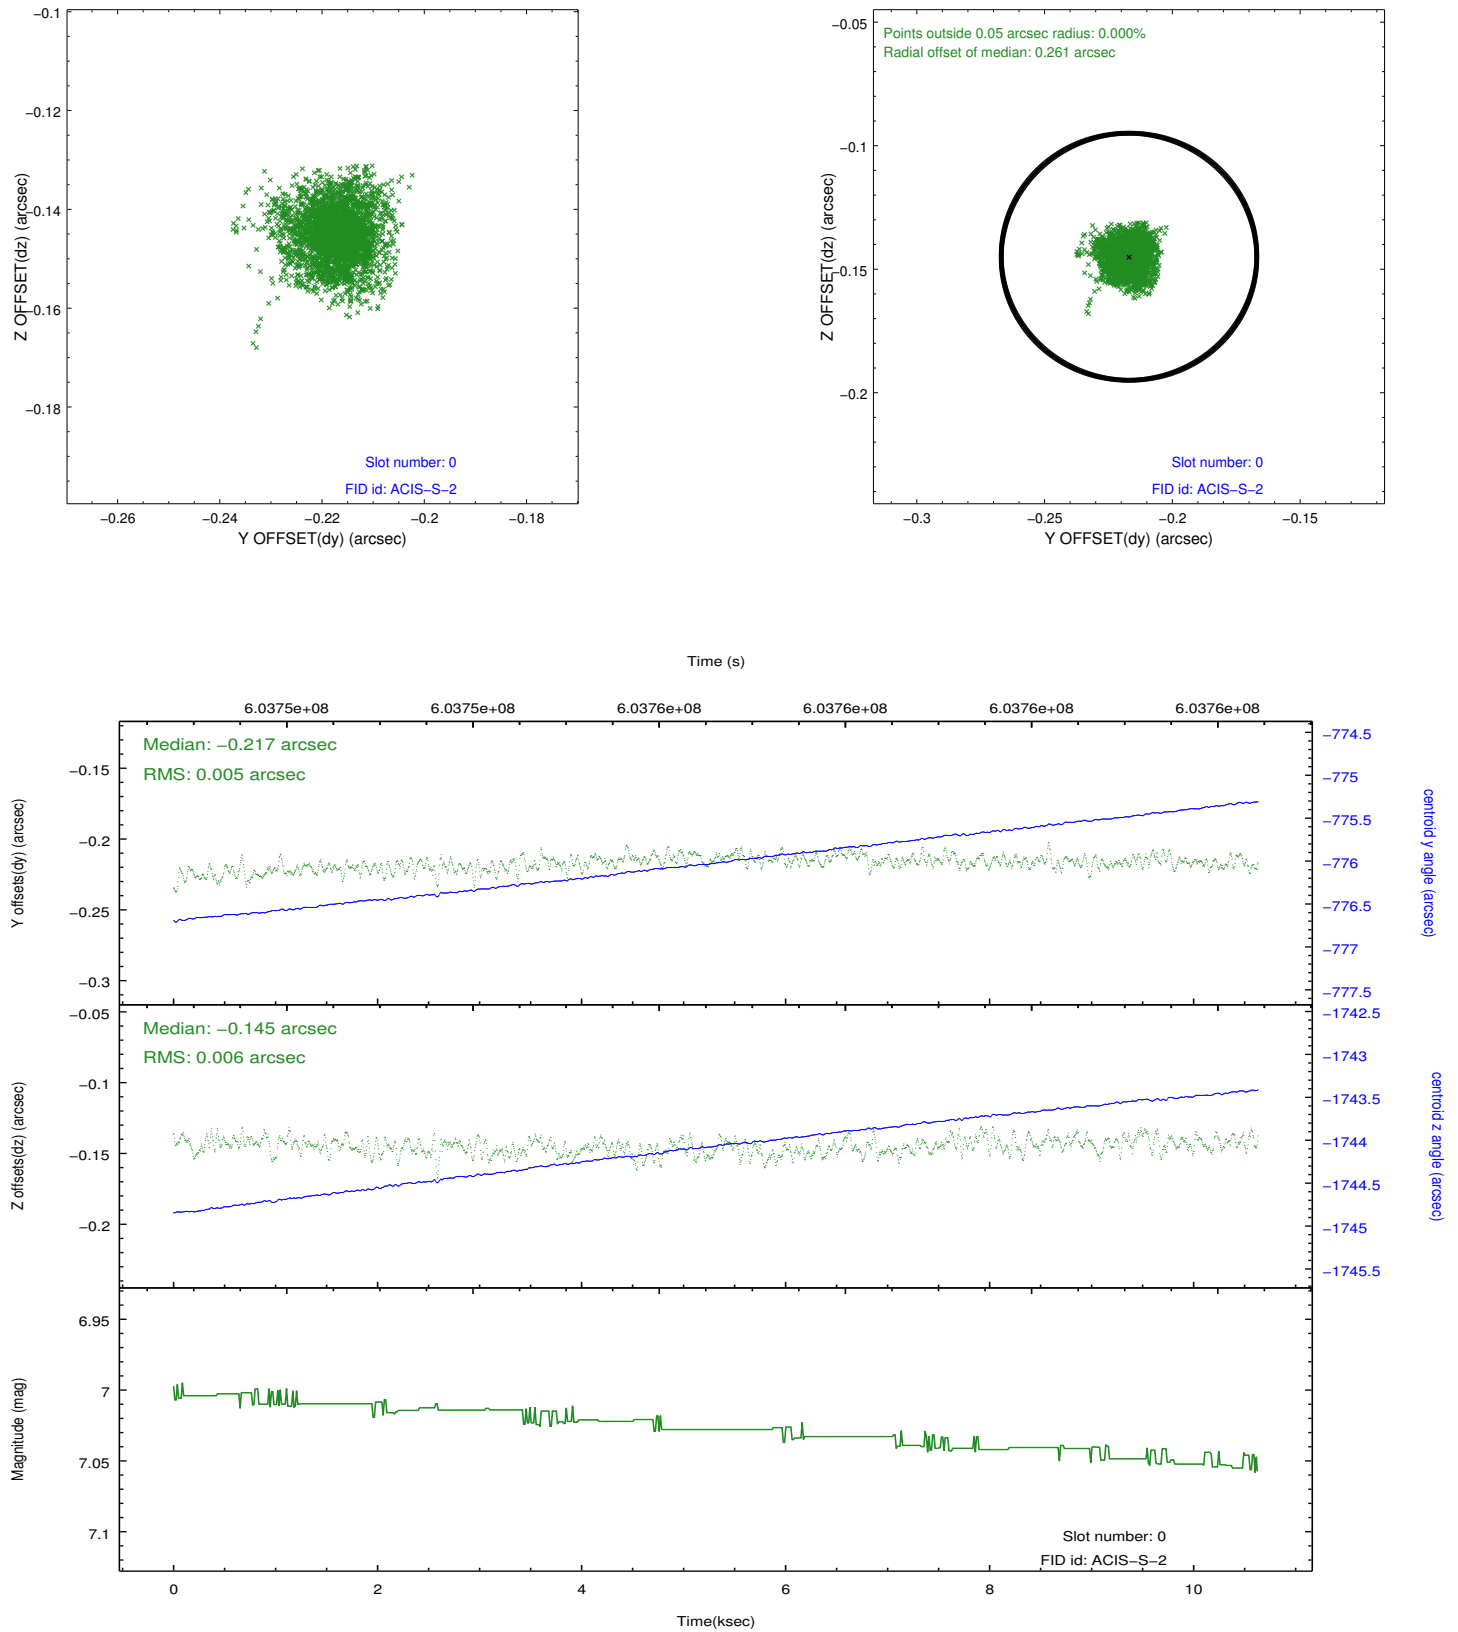 −0.1
−0.12
−0.14
−0.16
−0.18
Z OFFSET(dz) (arcsec)
Slot number: 0
FID id: ACIS−S−2
−0.26
−0.24
−0.22
−0.2
−0.18
Y OFFSET(dy) (arcsec)
Points outside 0.05 arcsec radius: 0.000%
Radial offset of median: 0.261 arcsec
−0.05
−0.1
−0.15
−0.2
Z OFFSET(dz) (arcsec)
Slot number: 0
FID id: ACIS−S−2
−0.3
−0.25
−0.2
−0.15
Y OFFSET(dy) (arcsec)
Time (s)
6.0375e+08
6.0375e+08
6.0376e+08
6.0376e+08
6.0376e+08
6.0376e+08
Median: −0.217 arcsec
RMS: 0.005 arcsec
−0.15
−0.2
−0.25
−0.3
Y offsets(dy) (arcsec)
−774.5
−775
−775.5
−776
−776.5
−777
−777.5
centroid y angle (arcsec)
Median: −0.145 arcsec
RMS: 0.006 arcsec
−0.05
−0.1
−0.15
−0.2
Z offsets(dz) (arcsec)
−1742.5
−1743
−1743.5
−1744
−1744.5
−1745
−1745.5
centroid z angle (arcsec)
6.95
7
7.05
7.1
Magnitude (mag)
Slot number: 0
FID id: ACIS−S−2
0
2
4
6
8
10
Time(ksec)